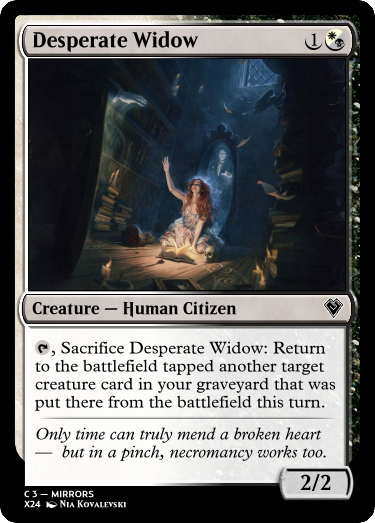 Desperate Widow 1
Creature — Human Citizen
, Sacrifice Desperate Widow: Return
to the battlefield tapped another target
creature card in your graveyard that was
put there from the battlefield this turn.
Only time can truly mend a broken heart
— but in a pinch, necromancy works too.
2/2
C 3 — MIRRORS
X24 Nia Kovalevski